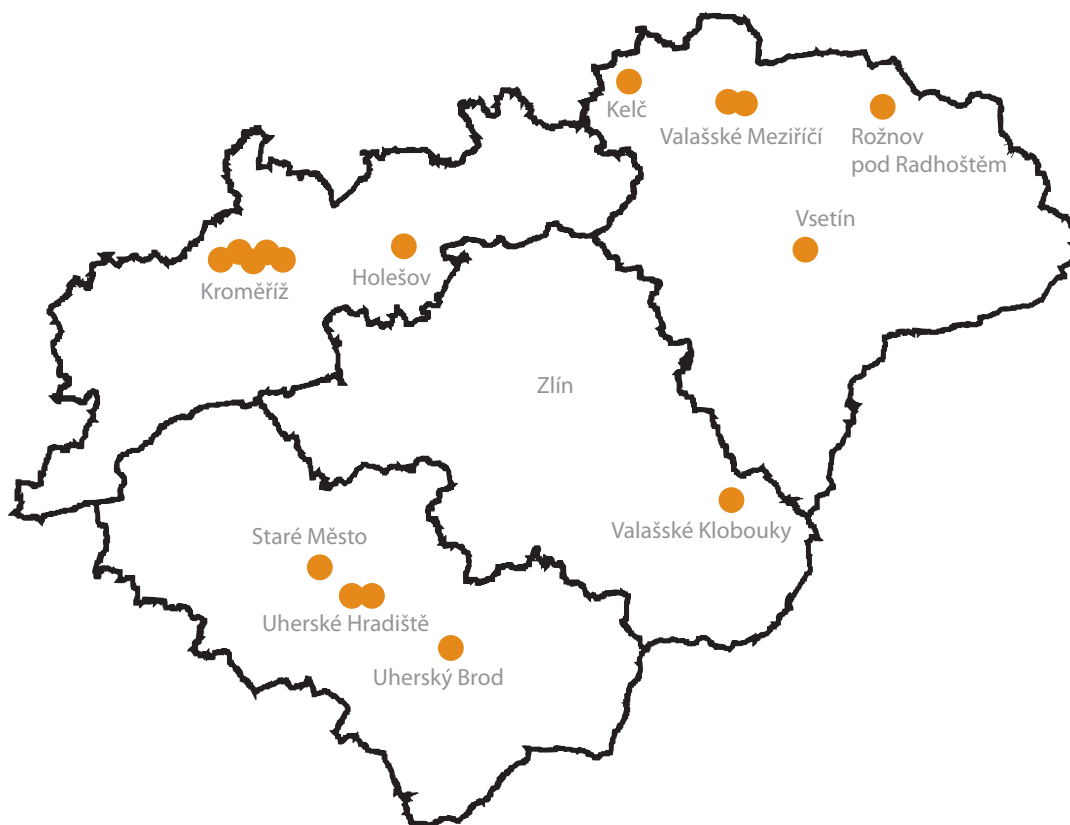 Kelč
Valašské Meziříčí
Rožnov
pod Radhoštěm
Vsetín
Holešov
Kroměříž
Zlín
Valašské Klobouky
Staré Město
Uherské Hradiště
Uherský Brod